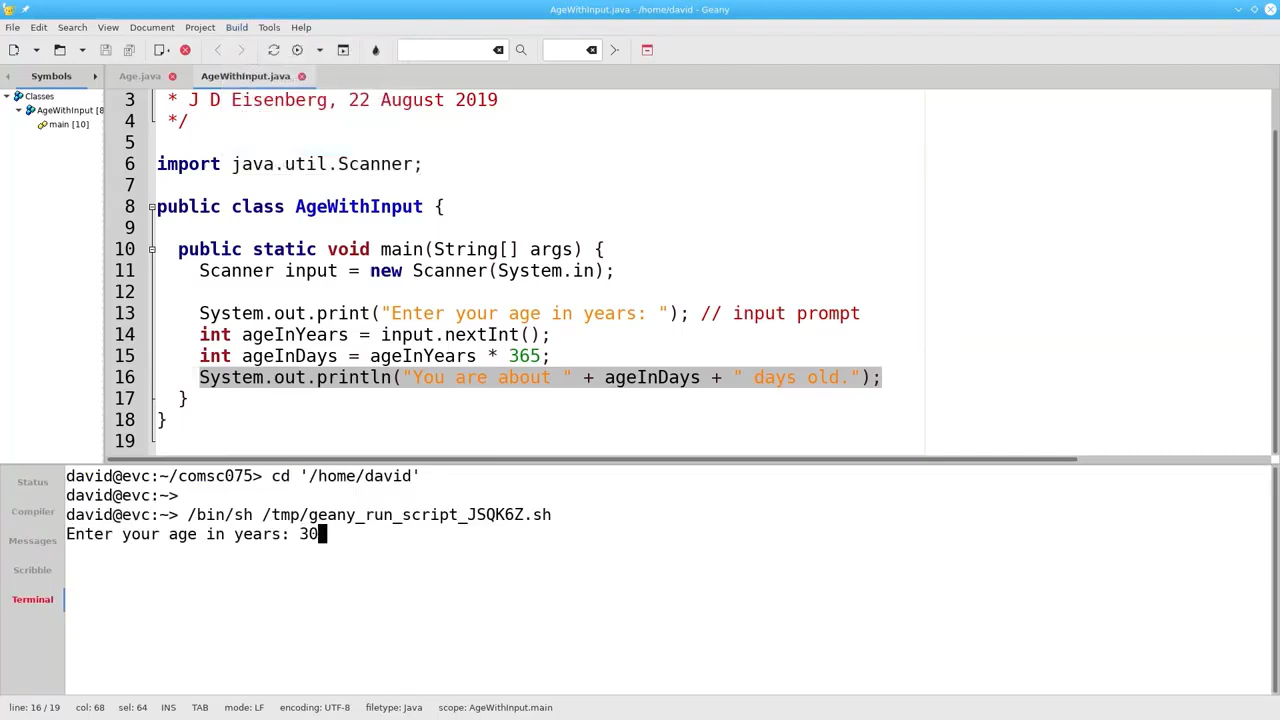 AgeWithInput.java - /home/david - Geany
File Edit Search View Document Project Build Tools Help
Symbols Age.java AgeWithInput.java
Classes
AgeWithInput [8
main [10]
3 * J D Eisenberg, 22 August 2019
4 */
5
6 import java.util.Scanner;
7
8 public class AgeWithInput {
9
10 public static void main(String[] args) {
11 Scanner input = new Scanner(System.in);
12
13 System.out.print("Enter your age in years: "); // input prompt
14 int ageInYears = input.nextInt();
15 int ageInDays = ageInYears * 365;
16 System.out.println("You are about " + ageInDays + " days old.");
17 }
18 }
19
Status
Compiler
Messages
Scribble
Terminal
david@evc:~/comsc075> cd '/home/david'
david@evc:~>
david@evc:~> /bin/sh /tmp/geany_run_script_JSQK6Z.sh
Enter your age in years: 30
line: 16 / 19 col: 68 sel: 64 INS TAB mode: LF encoding: UTF-8 filetype: Java scope: AgeWithInput.main